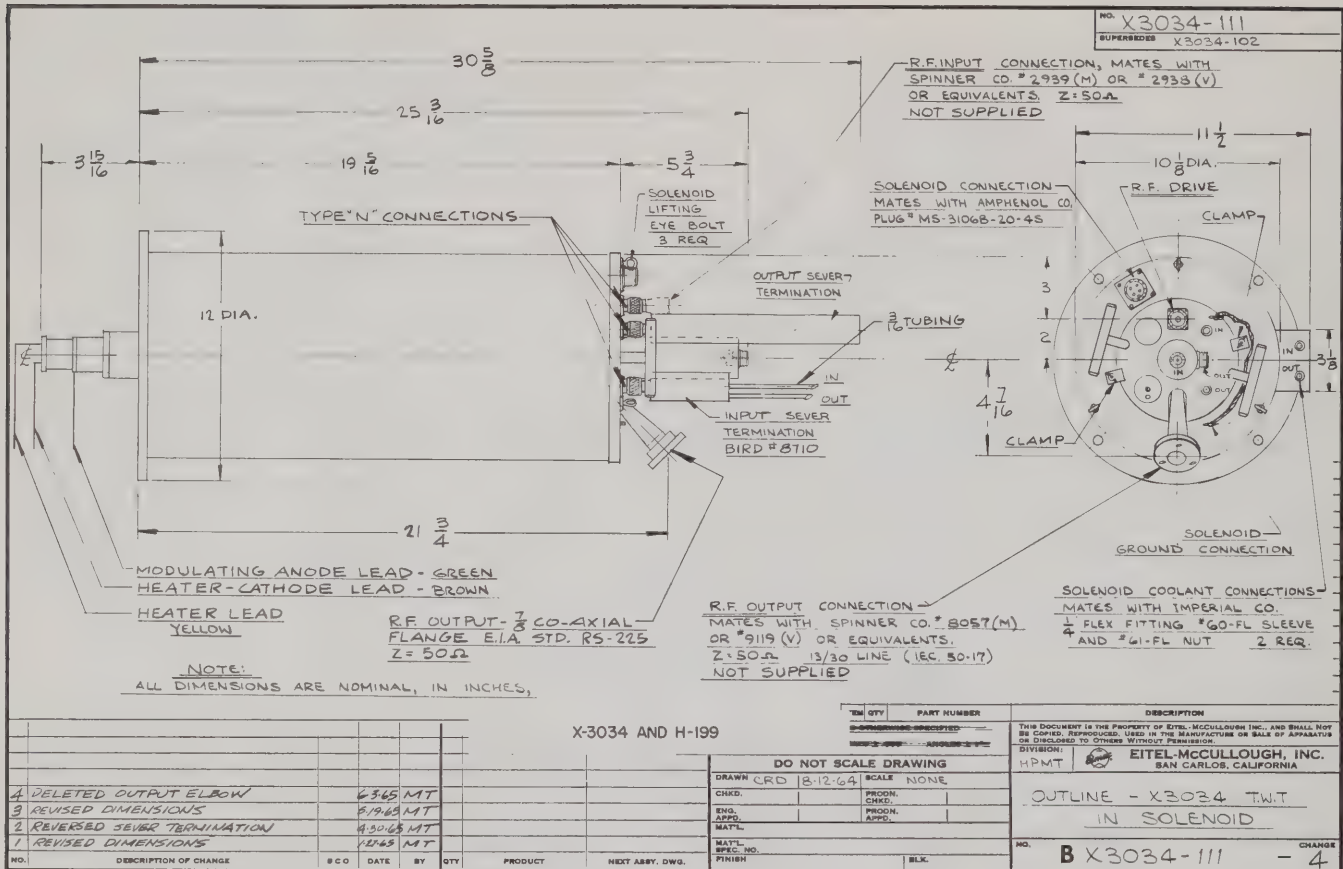 NO. X3034-111
SUPERSEDES X3034-102
30 5/8
25 3/16
3 15/16
19 5/16
5 3/4
R.F. INPUT CONNECTION, MATES WITH
SPINNER CO. #2939 (M) OR #2938 (V)
OR EQUIVALENTS. Z=50Ω
NOT SUPPLIED
11 1/2
10 1/8 DIA.
SOLENOID CONNECTION
MATES WITH AMPHENOL CO.
PLUG # MS-3106B-20-4S
R.F. DRIVE
CLAMP
TYPE "N" CONNECTIONS
SOLENOID
LIFTING
EYE BOLT
3 REQ
OUTPUT SEVER
TERMINATION
3/16 TUBING
12 DIA.
3
2
IN
OUT
IN
IN
OUT
IN
OUT
3 1/8
4 7/16
INPUT SEVER
TERMINATION
BIRD #8710
CLAMP
21 3/4
SOLENOID
GROUND CONNECTION
MODULATING ANODE LEAD - GREEN
HEATER-CATHODE LEAD - BROWN
HEATER LEAD
YELLOW
R.F. OUTPUT - 7/8 CO-AXIAL
FLANGE E.I.A. STD. RS-225
Z = 50Ω
R.F. OUTPUT CONNECTION
MATES WITH SPINNER CO. #8057 (M)
OR #9119 (V) OR EQUIVALENTS.
Z=50Ω 13/30 LINE (IEC. 50-17)
NOT SUPPLIED
SOLENOID COOLANT CONNECTIONS
MATES WITH IMPERIAL CO.
1/4 FLEX FITTING #60-FL SLEEVE
AND #61-FL NUT 2 REQ.
NOTE:
ALL DIMENSIONS ARE NOMINAL, IN INCHES,
X-3034 AND H-199
QTY PART NUMBER DESCRIPTION
THIS DOCUMENT IS THE PROPERTY OF EITEL-MCCULLOUGH INC., AND SHALL NOT
BE COPIED, REPRODUCED, USED IN THE MANUFACTURE OR SALE OF APPARATUS
OR DISCLOSED TO OTHERS WITHOUT PERMISSION.
DIVISION:
HPMT
EITEL-McCULLOUGH, INC.
SAN CARLOS, CALIFORNIA
DO NOT SCALE DRAWING
DRAWN CRD 8-12-64 SCALE NONE
CHKD. PRODN. CHKD.
ENG. APPD. PRODN. APPD.
MAT'L
MAT'L SPEC. NO.
FINISH BLK.
OUTLINE - X3034 T.W.T
IN SOLENOID
NO. B X3034-111 CHANGE - 4
4 DELETED OUTPUT ELBOW 6-3-65 MT
3 REVISED DIMENSIONS 5-19-65 MT
2 REVERSED SEVER TERMINATION 4-30-65 MT
1 REVISED DIMENSIONS MT
NO. DESCRIPTION OF CHANGE DATE BY QTY PRODUCT NEXT ASSY. DWG.